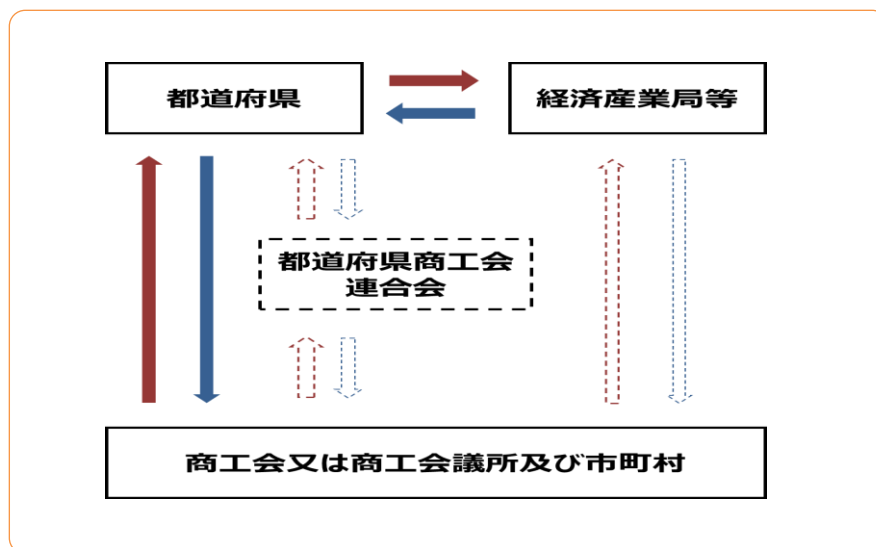 都道府県
経済産業局等
都道府県商工会
連合会
商工会又は商工会議所及び市町村